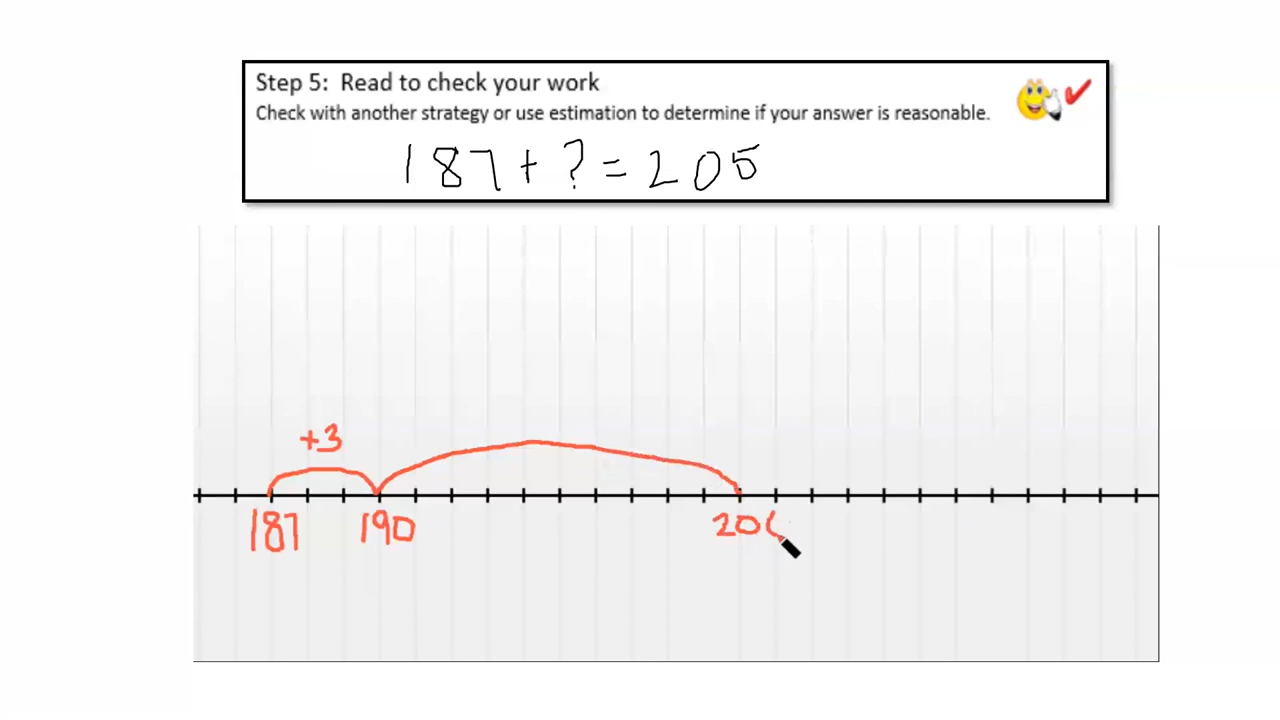 Step 5: Read to check your work
Check with another strategy or use estimation to determine if your answer is reasonable.
187 + ? = 205
+3
187 190 20